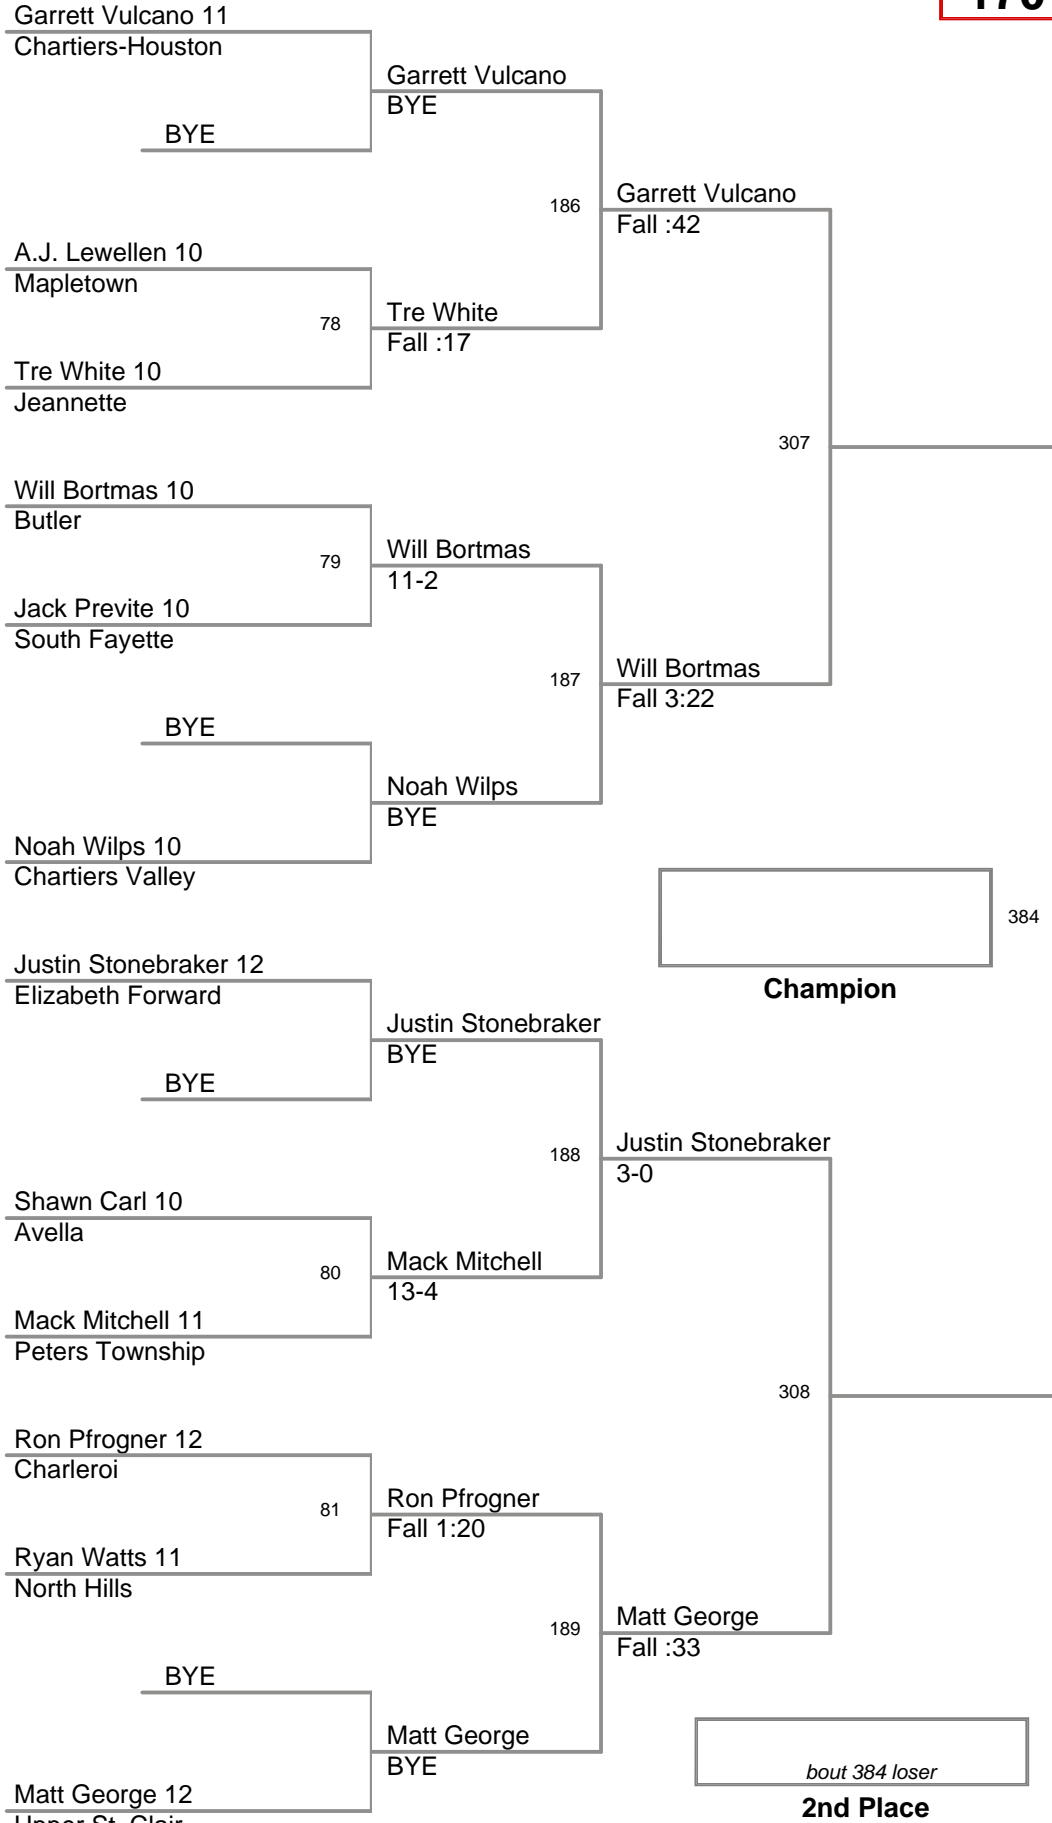 Garrett Vulcano 11
Chartiers-Houston
Garrett Vulcano
BYE
BYE
186
Garrett Vulcano
Fall :42
A.J. Lewellen 10
Mapletown
78
Tre White
Fall :17
Tre White 10
Jeannette
307
Will Bortmas 10
Butler
79
Will Bortmas
11-2
Jack Previte 10
South Fayette
187
Will Bortmas
Fall 3:22
BYE
Noah Wilps
BYE
Noah Wilps 10
Chartiers Valley
384
Champion
Justin Stonebraker 12
Elizabeth Forward
Justin Stonebraker
BYE
BYE
188
Justin Stonebraker
3-0
Shawn Carl 10
Avella
80
Mack Mitchell
13-4
Mack Mitchell 11
Peters Township
308
Ron Pfrogner 12
Charleroi
81
Ron Pfrogner
Fall 1:20
Ryan Watts 11
North Hills
189
Matt George
Fall :33
BYE
Matt George
BYE
bout 384 loser
2nd Place
Matt George 12
Upper St. Clair